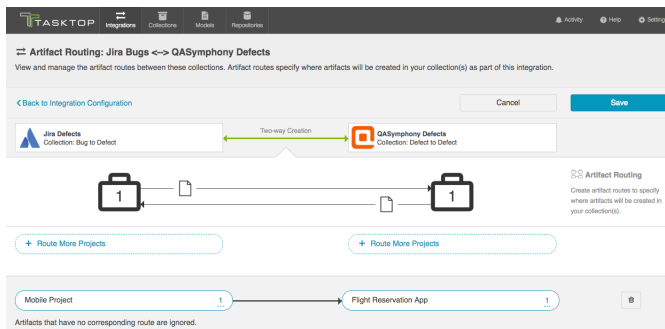 TASKTOP
Integrations
Collections
Models
Repositories
Activity
Help
Setting
Artifact Routing: Jira Bugs <--> QASymphony Defects
View and manage the artifact routes between these collections. Artifact routes specify where artifacts will be created in your collection(s) as part of this integration.
Back to Integration Configuration
Cancel
Save
Jira Defects
Collection: Bug to Defect
Two-way Creation
QASymphony Defects
Collection: Defect to Defect
1
1
Artifact Routing
Create artifact routes to specify
where artifacts will be created in
your collection(s).
+ Route More Projects
+ Route More Projects
Mobile Project 1
Flight Reservation App 1
Artifacts that have no corresponding route are ignored.